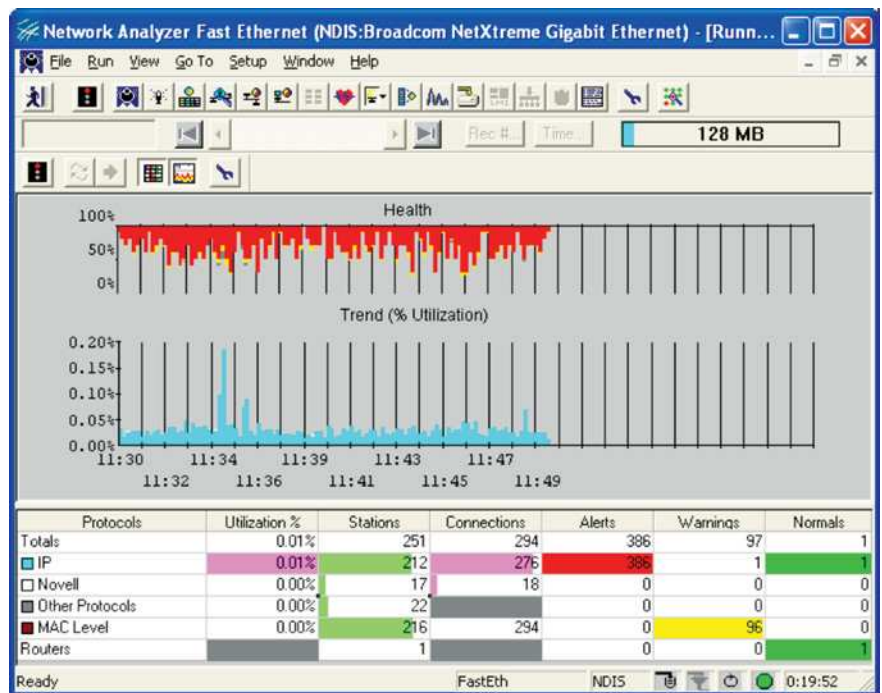 Network Analyzer Fast Ethernet (NDIS:Broadcom NetXtreme Gigabit Ethernet) - [Runn...
File Run View Go To Setup Window Help
Rec #... Time... 128 MB
Health
100%
50%
0%
Trend (% Utilization)
0.20%
0.15%
0.10%
0.05%
0.00%
11:30 11:34 11:39 11:43 11:47
11:32 11:36 11:41 11:45 11:49
Protocols Utilization % Stations Connections Alerts Warnings Normals
Totals 0.01% 251 294 386 97 1
IP 0.01% 212 276 386 1 1
Novell 0.00% 17 18 0 0 0
Other Protocols 0.00% 22 0 0 0
MAC Level 0.00% 216 294 0 96 0
Routers 1 0 0 1
Ready FastEth NDIS 0:19:52